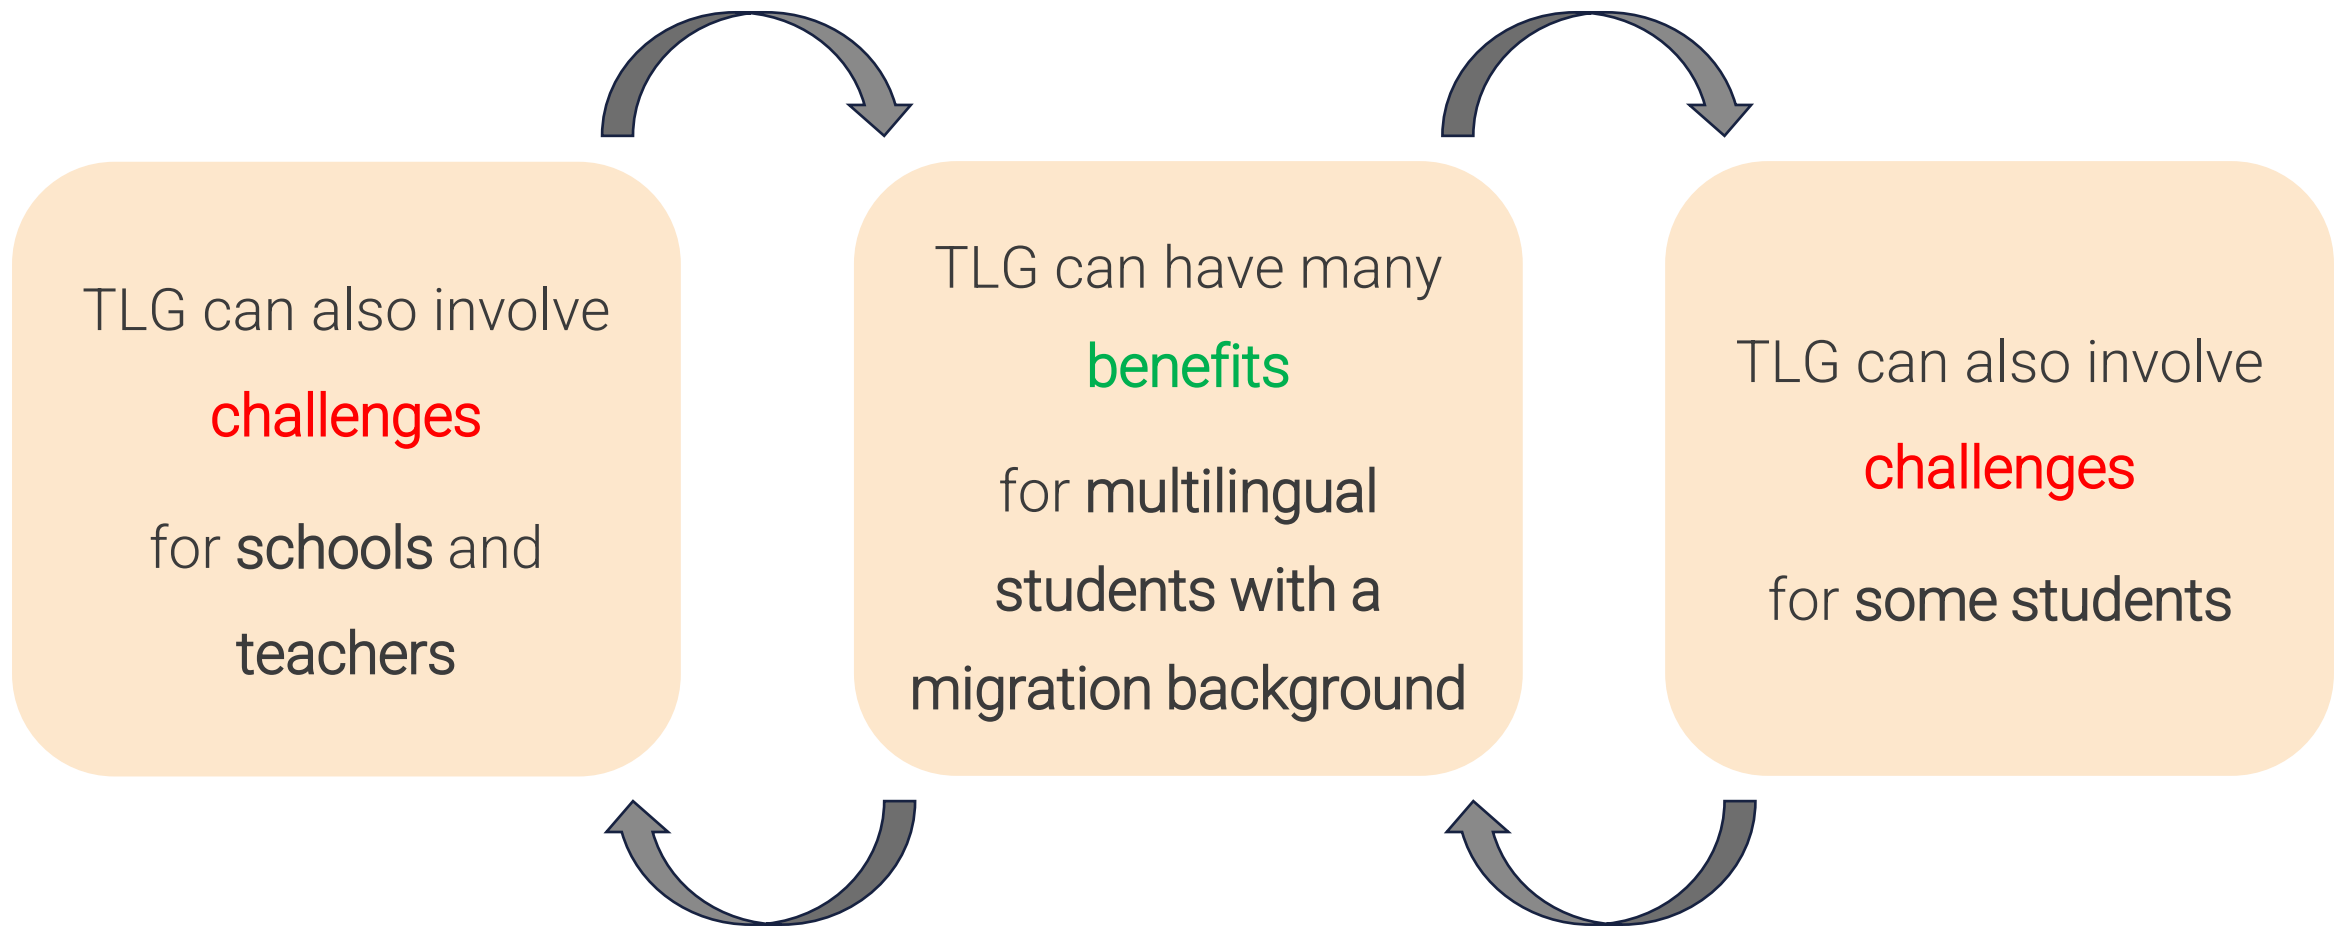 TLG can also involve
challenges
for schools and
teachers
TLG can have many
benefits
for multilingual
students with a
migration background
TLG can also involve
challenges
for some students